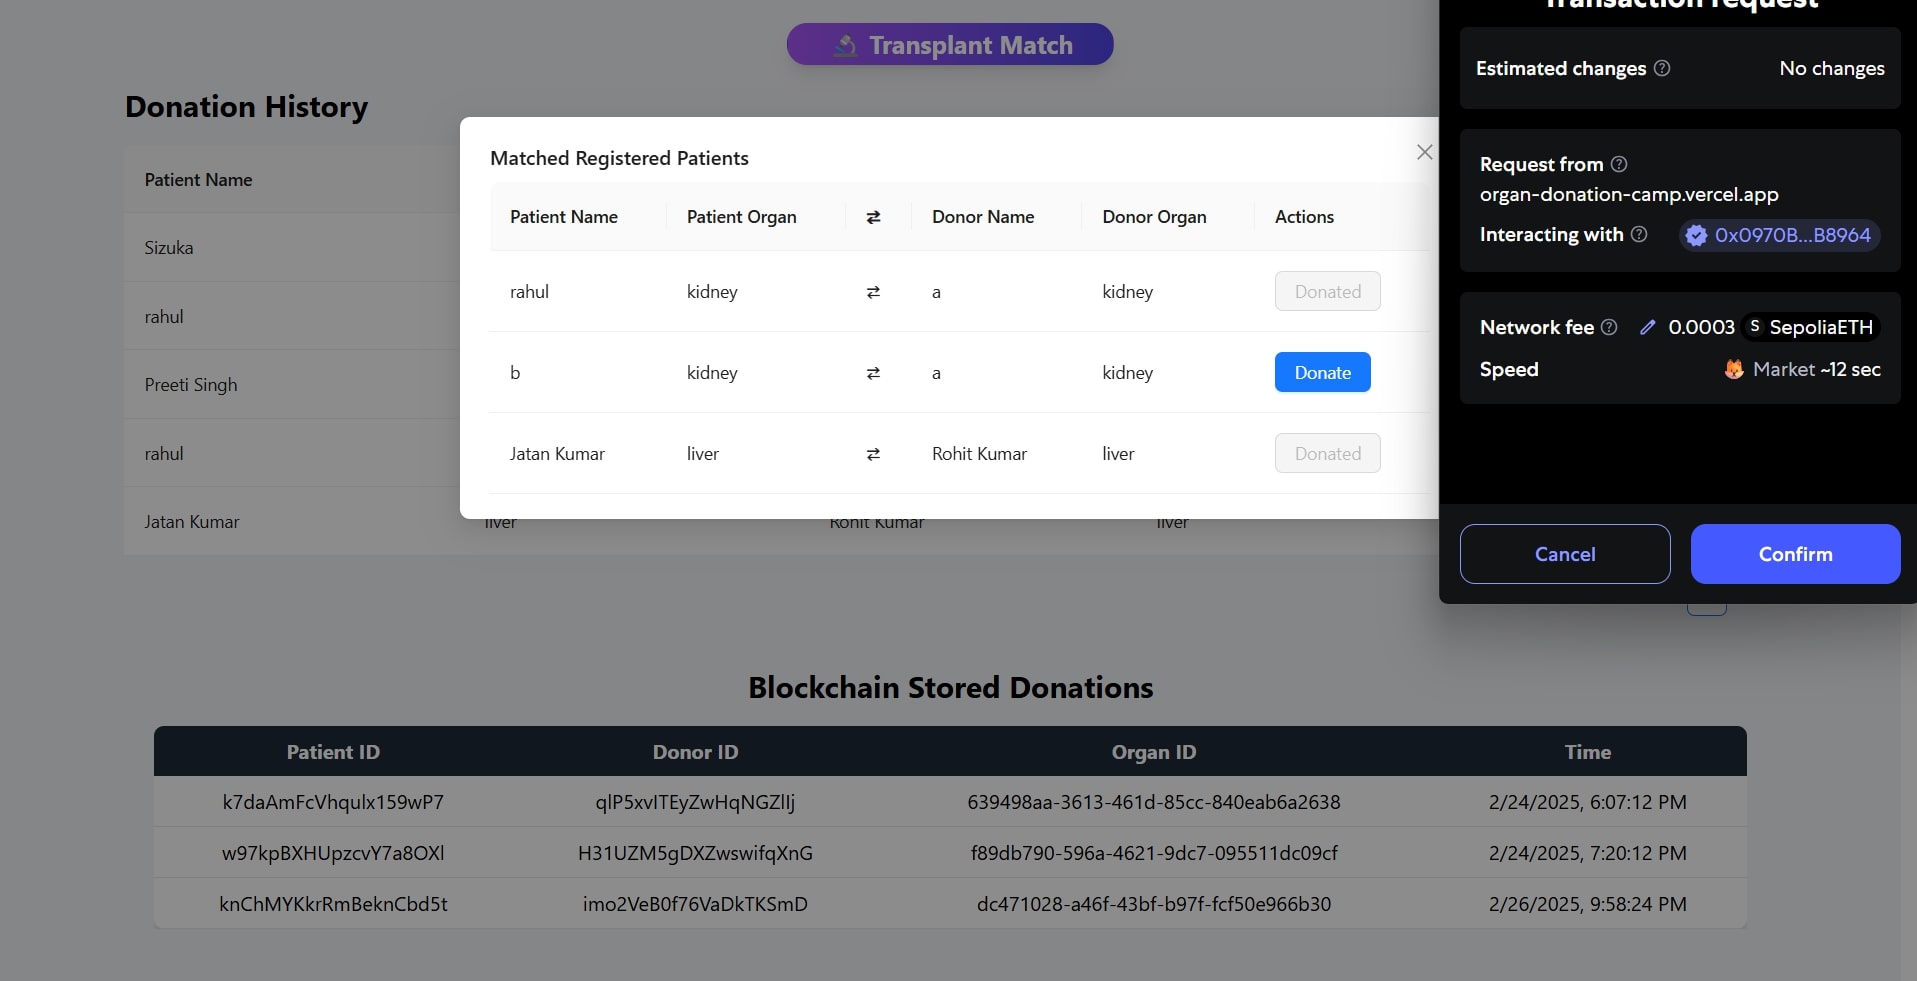 Transplant Match
Donation History
Patient Name
Sizuka
rahul
Preeti Singh
rahul
Jatan Kumar liver Rohit Kumar liver
Matched Registered Patients
Patient Name Patient Organ ⇄ Donor Name Donor Organ Actions
rahul kidney ⇄ a kidney Donated
b kidney ⇄ a kidney Donate
Jatan Kumar liver ⇄ Rohit Kumar liver Donated
Transaction request
Estimated changes No changes
Request from
organ-donation-camp.vercel.app
Interacting with 0x0970B...B8964
Network fee 0.0003 S SepoliaETH
Speed Market ~12 sec
Cancel Confirm
Blockchain Stored Donations
Patient ID Donor ID Organ ID Time
k7daAmFcVhqulx159wP7 qlP5xvITEyZwHqNGZlIj 639498aa-3613-461d-85cc-840eab6a2638 2/24/2025, 6:07:12 PM
w97kpBXHUpzcvY7a8OXl H31UZM5gDXZwswifqXnG f89db790-596a-4621-9dc7-095511dc09cf 2/24/2025, 7:20:12 PM
knChMYKkrRmBeknCbd5t imo2VeB0f76VaDkTKSmD dc471028-a46f-43bf-b97f-fcf50e966b30 2/26/2025, 9:58:24 PM